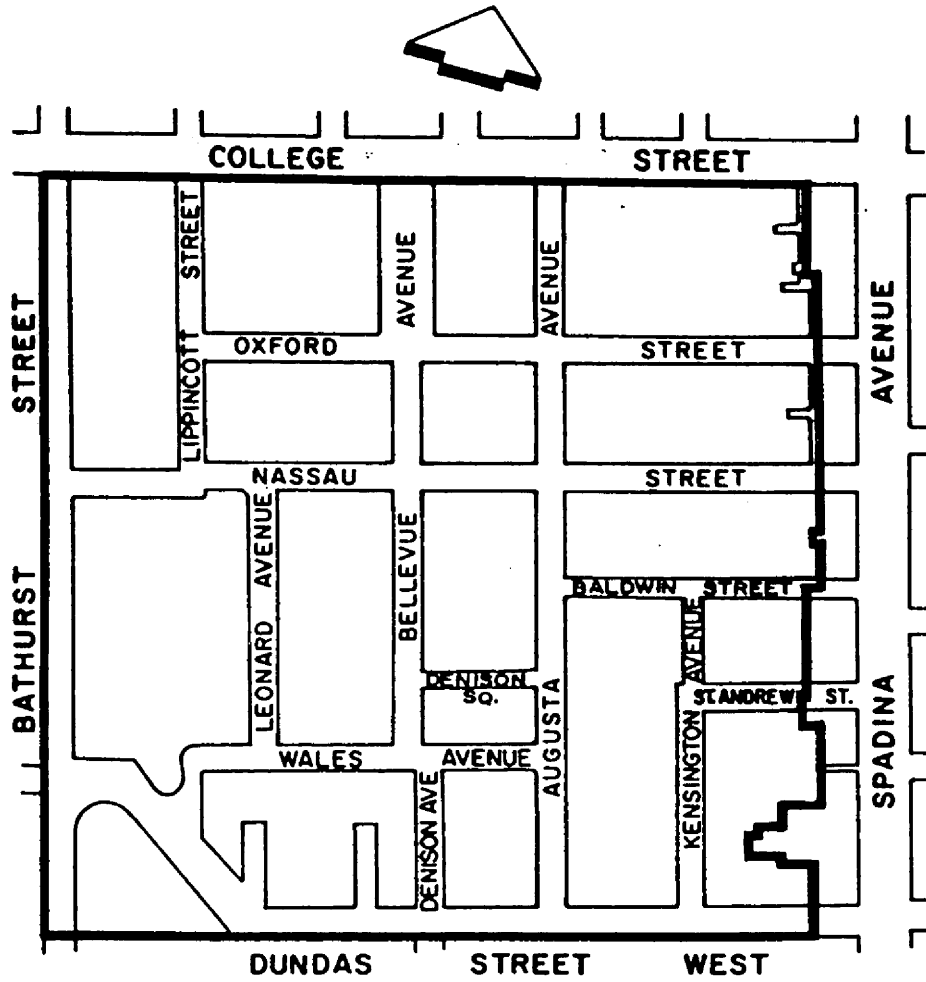 COLLEGE STREET
LIPPINCOTT STREET
AVENUE
AVENUE
OXFORD STREET
BATHURST STREET
SPADINA AVENUE
NASSAU STREET
LEONARD AVENUE
BELLEVUE
BALDWIN STREET
KENSINGTON AVENUE
DENISON
SQ.
ST. ANDREW ST.
AUGUSTA
WALES AVENUE
DENISON AVE
DUNDAS STREET WEST